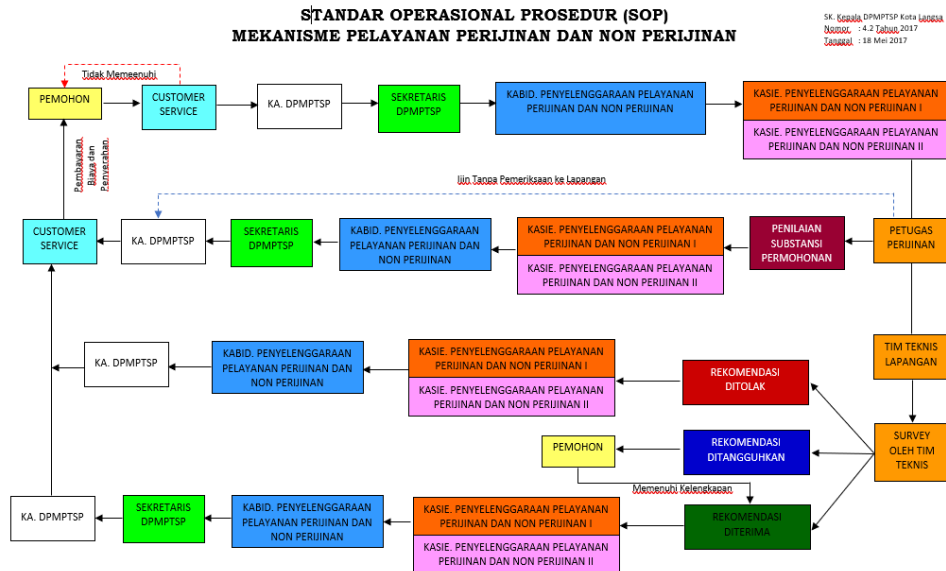 STANDAR OPERASIONAL PROSEDUR (SOP)
MEKANISME PELAYANAN PERIJINAN DAN NON PERIJINAN
SK. Kepala DPMPTSP Kota Langsa
Nomor : 4.2 Tahun 2017
Tanggal : 18 Mei 2017
Tidak Memeenuhi
PEMOHON
CUSTOMER
SERVICE
KA. DPMPTSP
SEKRETARIS
DPMPTSP
KABID. PENYELENGGARAAN PELAYANAN
PERIJINAN DAN NON PERIJINAN
KASIE. PENYELENGGARAAN PELAYANAN
PERIJINAN DAN NON PERIJINAN I
KASIE. PENYELENGGARAAN PELAYANAN
PERIJINAN DAN NON PERIJINAN II
Pembayaran
Biaya dan
Penyerahan
Ijin Tanpa Pemeriksaan ke Lapangan
CUSTOMER
SERVICE
KA. DPMPTSP
SEKRETARIS
DPMPTSP
KABID. PENYELENGGARAAN
PELAYANAN PERIJINAN DAN
NON PERIJINAN
KASIE. PENYELENGGARAAN PELAYANAN
PERIJINAN DAN NON PERIJINAN I
KASIE. PENYELENGGARAAN PELAYANAN
PERIJINAN DAN NON PERIJINAN II
PENILAIAN
SUBSTANSI
PERMOHONAN
PETUGAS
PERIJINAN
KA. DPMPTSP
KABID. PENYELENGGARAAN
PELAYANAN PERIJINAN DAN
NON PERIJINAN
KASIE. PENYELENGGARAAN PELAYANAN
PERIJINAN DAN NON PERIJINAN I
KASIE. PENYELENGGARAAN PELAYANAN
PERIJINAN DAN NON PERIJINAN II
REKOMENDASI
DITOLAK
TIM TEKNIS
LAPANGAN
PEMOHON
REKOMENDASI
DITANGGUHKAN
SURVEY
OLEH TIM
TEKNIS
Memenuhi Kelengkapan
KA. DPMPTSP
SEKRETARIS
DPMPTSP
KABID. PENYELENGGARAAN
PELAYANAN PERIJINAN DAN
NON PERIJINAN
KASIE. PENYELENGGARAAN PELAYANAN
PERIJINAN DAN NON PERIJINAN I
KASIE. PENYELENGGARAAN PELAYANAN
PERIJINAN DAN NON PERIJINAN II
REKOMENDASI
DITERIMA